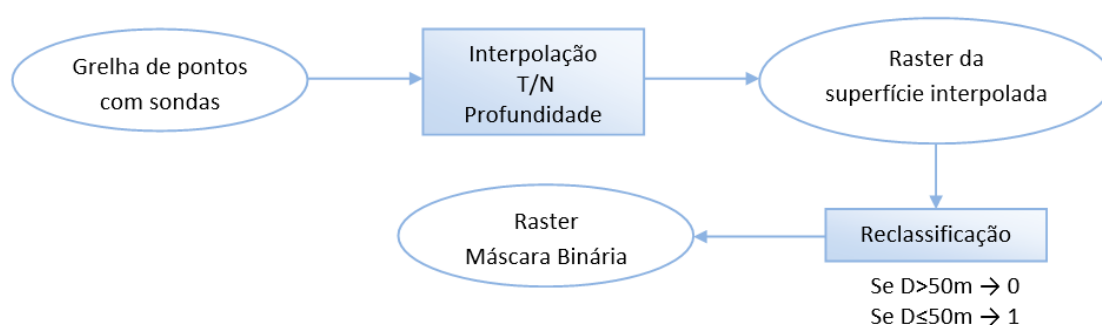 Grelha de pontos
com sondas
Interpolação
T/N
Profundidade
Raster da
superfície interpolada
Reclassificação
Se D>50m → 0
Se D≤50m → 1
Raster
Máscara Binária